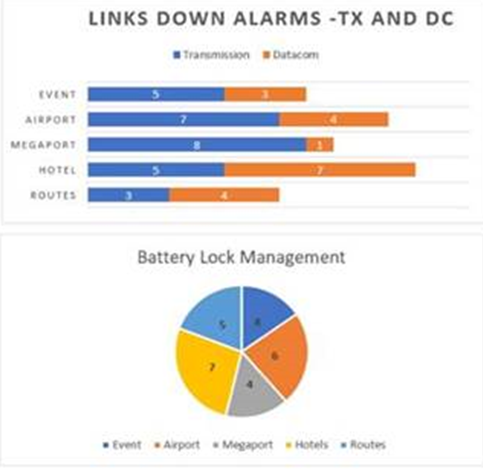 LINKS DOWN ALARMS -TX AND DC
Transmission Datacom
EVENT 5 3
AIRPORT 7 4
MEGAPORT 8 1
HOTEL 5 7
ROUTES 3 4
Battery Lock Management
5
6
7
4
Event Airport Megaport Hotels Routes